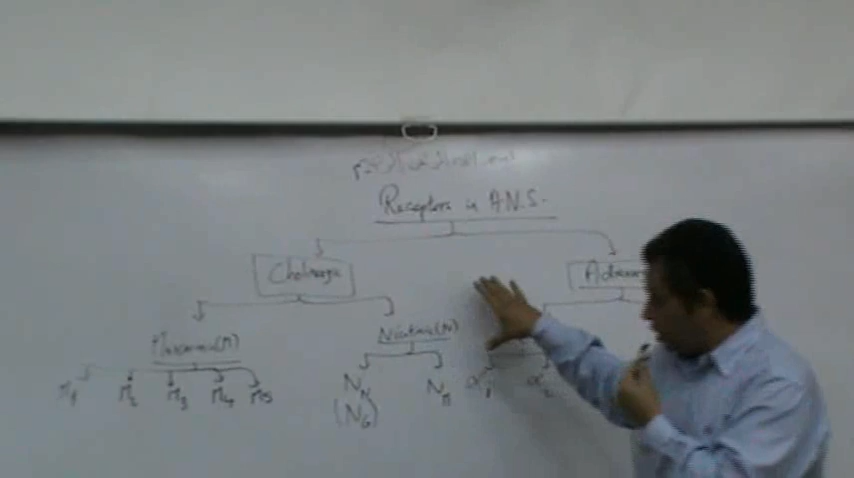 Receptors in A.N.S.
Cholinergic
Muscarinic(M)
Nicotinic(N)
M1 M2 M3 M4 M5
NN NM α1 α2
(NG)